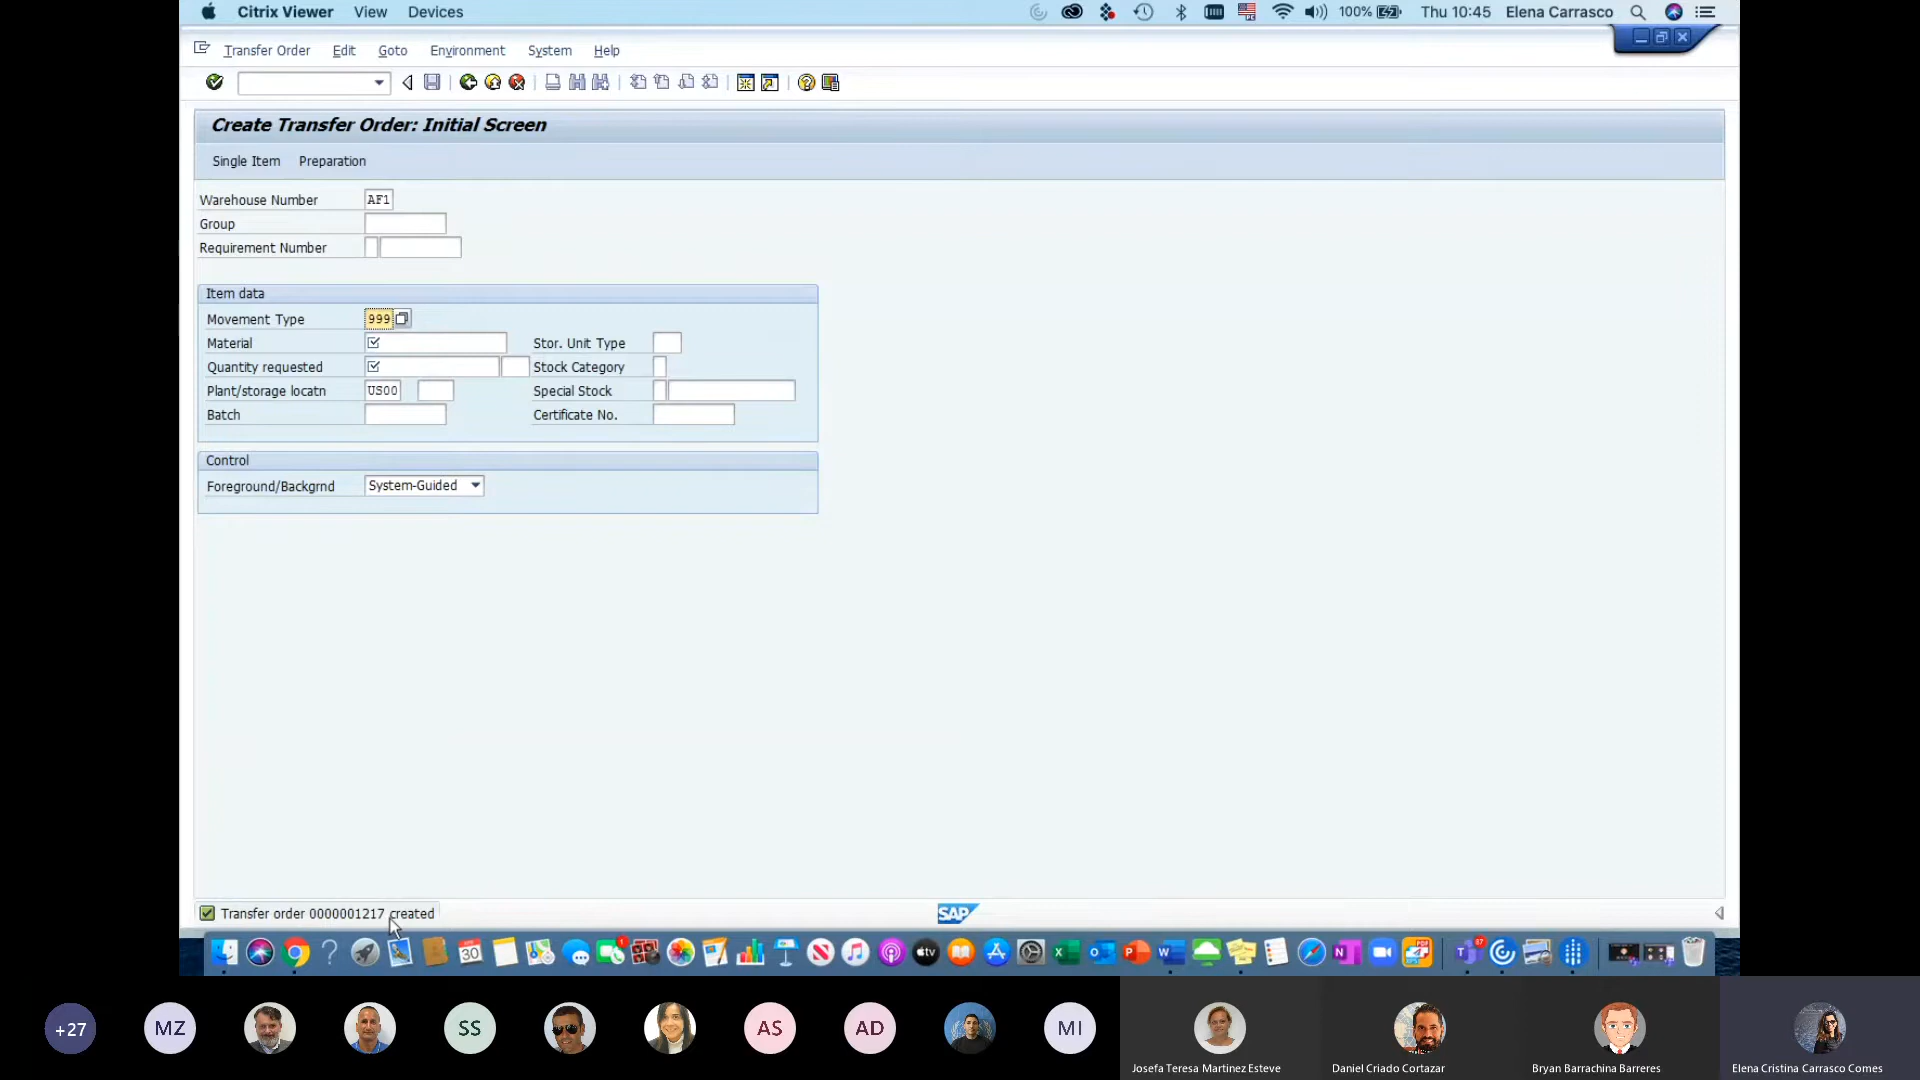 Citrix Viewer View Devices 100% Thu 10:45 Elena Carrasco
Transfer Order Edit Goto Environment System Help
Create Transfer Order: Initial Screen
Single Item Preparation
Warehouse Number AF1
Group
Requirement Number
Item data
Movement Type 999
Material Stor. Unit Type
Quantity requested Stock Category
Plant/storage locatn US00 Special Stock
Batch Certificate No.
Control
Foreground/Backgrnd System-Guided
Transfer order 0000001217 created SAP
30 tv 87
+27 MZ SS AS AD MI
Josefa Teresa Martinez Esteve Daniel Criado Cortazar Bryan Barrachina Barreres Elena Cristina Carrasco Comes